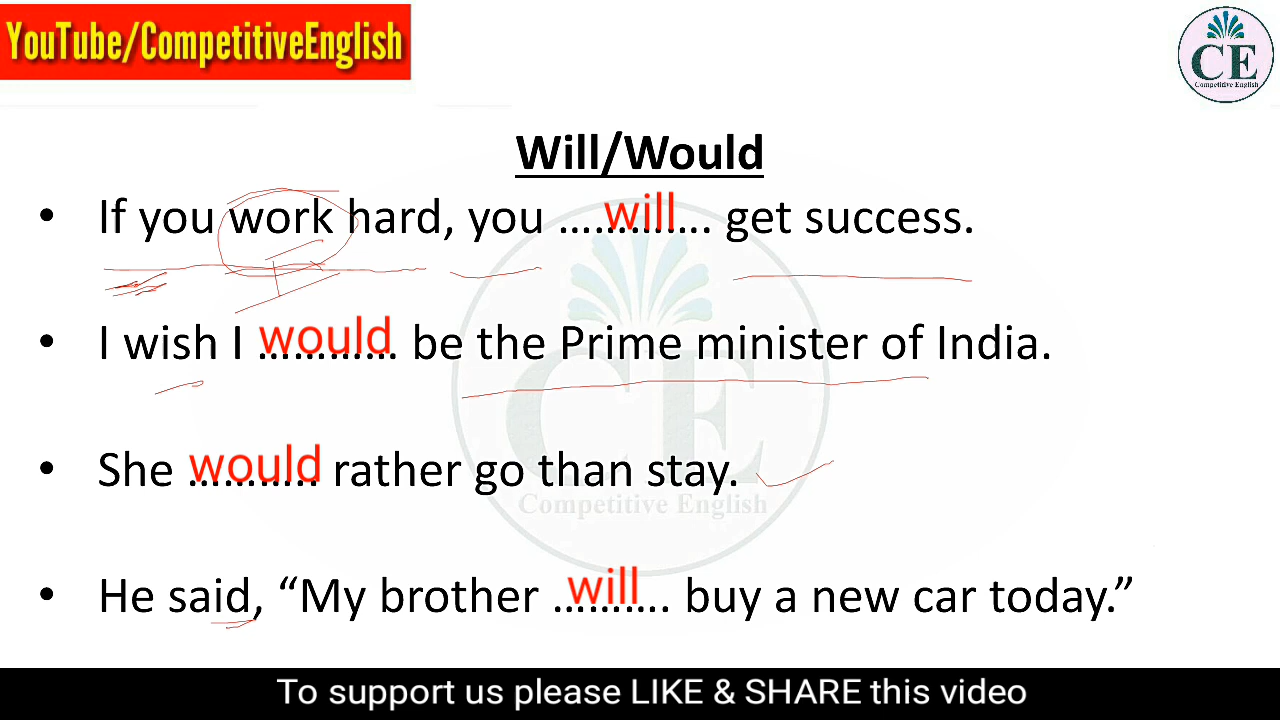 YouTube/CompetitiveEnglish
CE
Competitive English
Will/Would
• If you work hard, you ....will.... get success.
• I wish I ....would.... be the Prime minister of India.
• She ....would.... rather go than stay.
CE
Competitive English
• He said, “My brother ....will.... buy a new car today.”
To support us please LIKE & SHARE this video